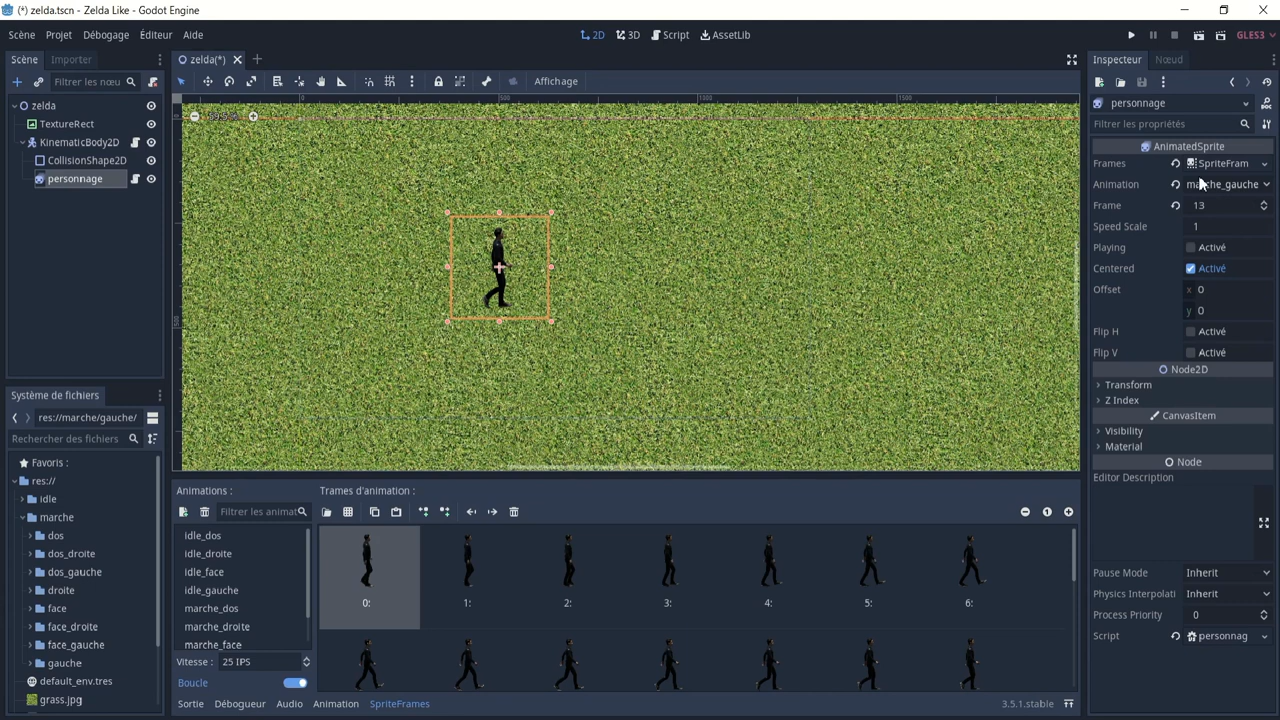 (*) zelda.tscn - Zelda Like - Godot Engine
Scène Projet Débogage Éditeur Aide
2D 3D Script AssetLib
GLES3
Scène Importer
zelda(*)
Inspecteur Nœud
Filtrer les nœu
Affichage
zelda
TextureRect
KinematicBody2D
CollisionShape2D
personnage
0 500 1000 1500
500
personnage
Filtrer les propriétés
AnimatedSprite
Frames SpriteFram
Animation marche_gauche
Frame 13
Speed Scale 1
Playing Activé
Centered Activé
Offset x 0
y 0
Flip H Activé
Flip V Activé
Node2D
Transform
Z Index
CanvasItem
Visibility
Material
Node
Editor Description
Pause Mode Inherit
Physics Interpolati Inherit
Process Priority 0
Script personnag
Système de fichiers
res://marche/gauche/
Rechercher des fichiers
Favoris :
res://
idle
marche
dos
dos_droite
dos_gauche
droite
face
face_droite
face_gauche
gauche
default_env.tres
grass.jpg
Animations :
Filtrer les animat
idle_dos
idle_droite
idle_face
idle_gauche
marche_dos
marche_droite
marche_face
Vitesse : 25 IPS
Boucle
Trames d'animation :
0: 1: 2: 3: 4: 5: 6:
Sortie Débogueur Audio Animation SpriteFrames
3.5.1.stable